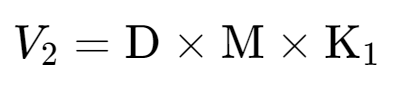 V₂ = D × M × K₁